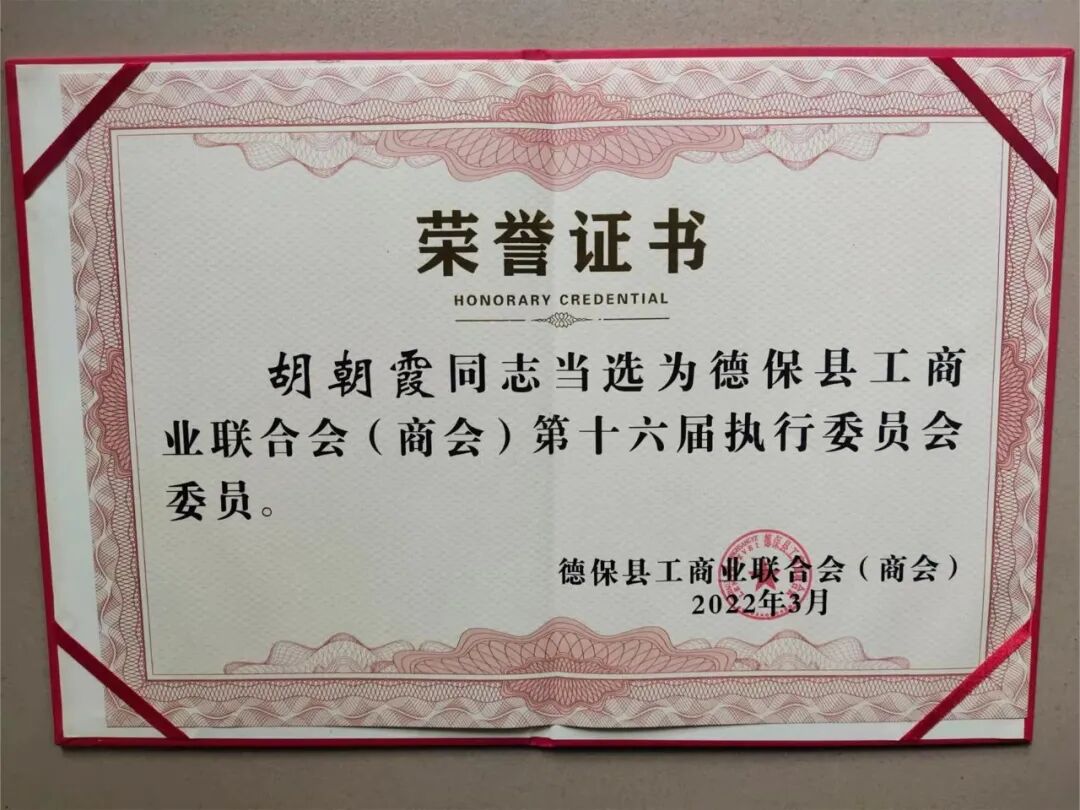 荣誉证书
HONORARY CREDENTIAL
胡朝霞同志当选为德保县工商
业联合会（商会）第十六届执行委员会
委员。
德保县工商业联合会（商会）
2022年3月